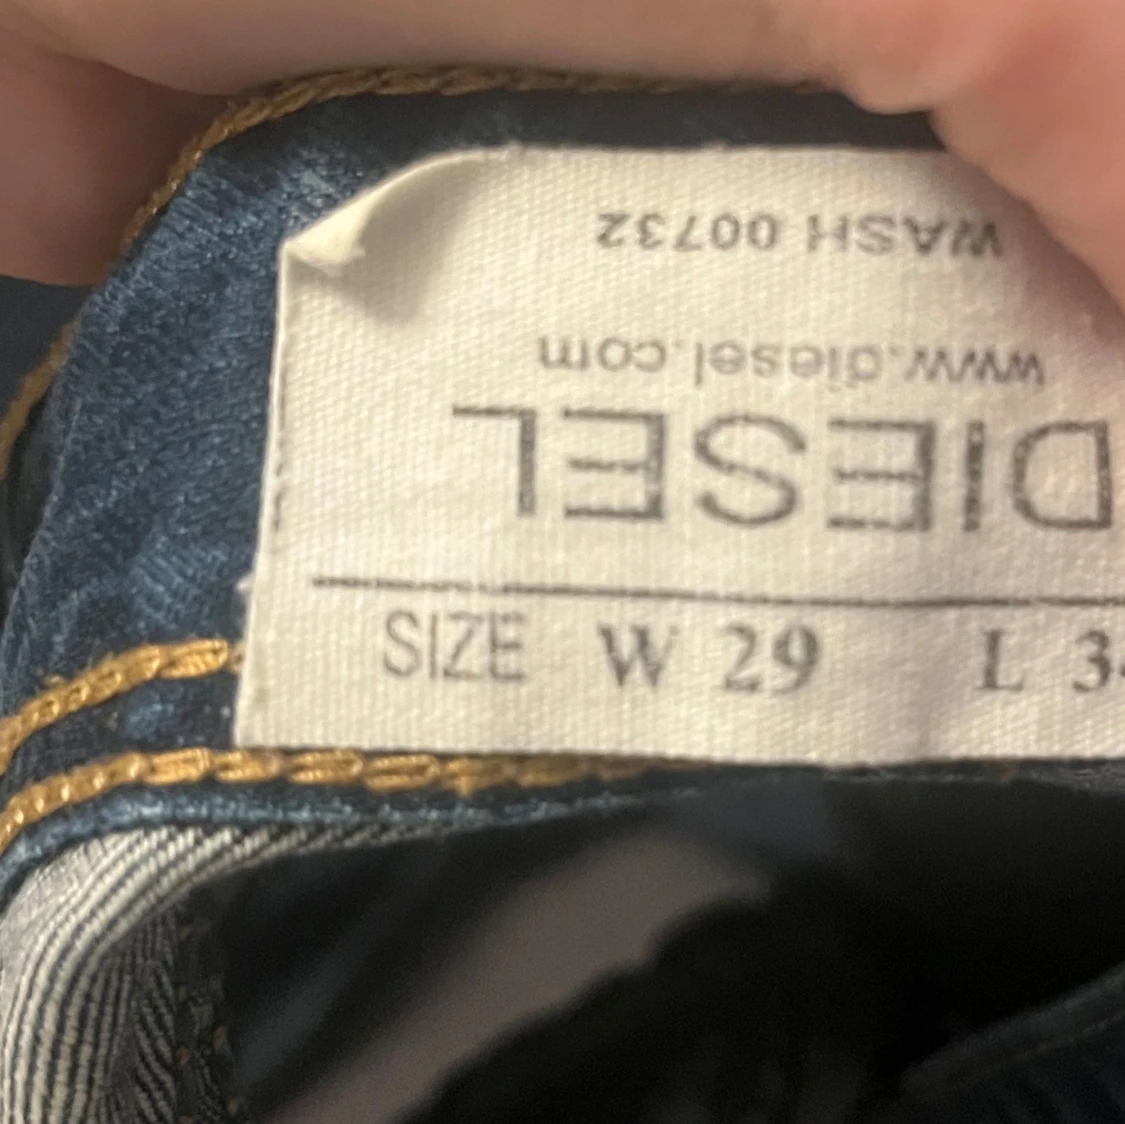 WASH 00732
www.diesel.com
DIESEL
SIZE W 29 L